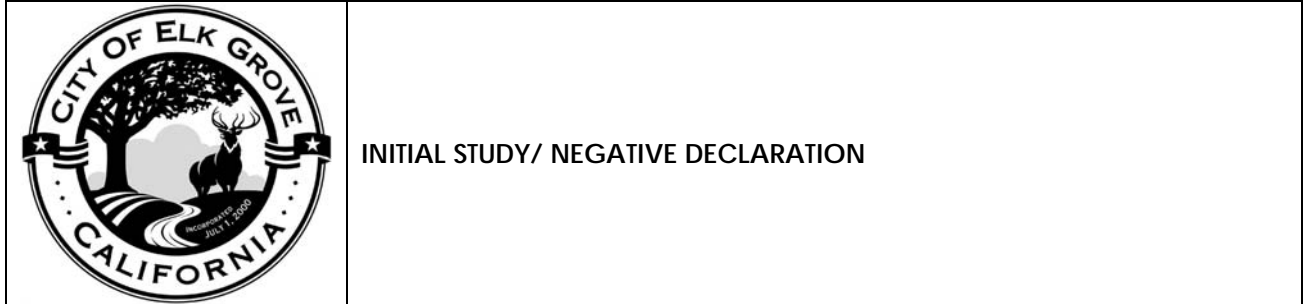 CITY OF ELK GROVE
INCORPORATED
JULY 1, 2000
CALIFORNIA
INITIAL STUDY/ NEGATIVE DECLARATION